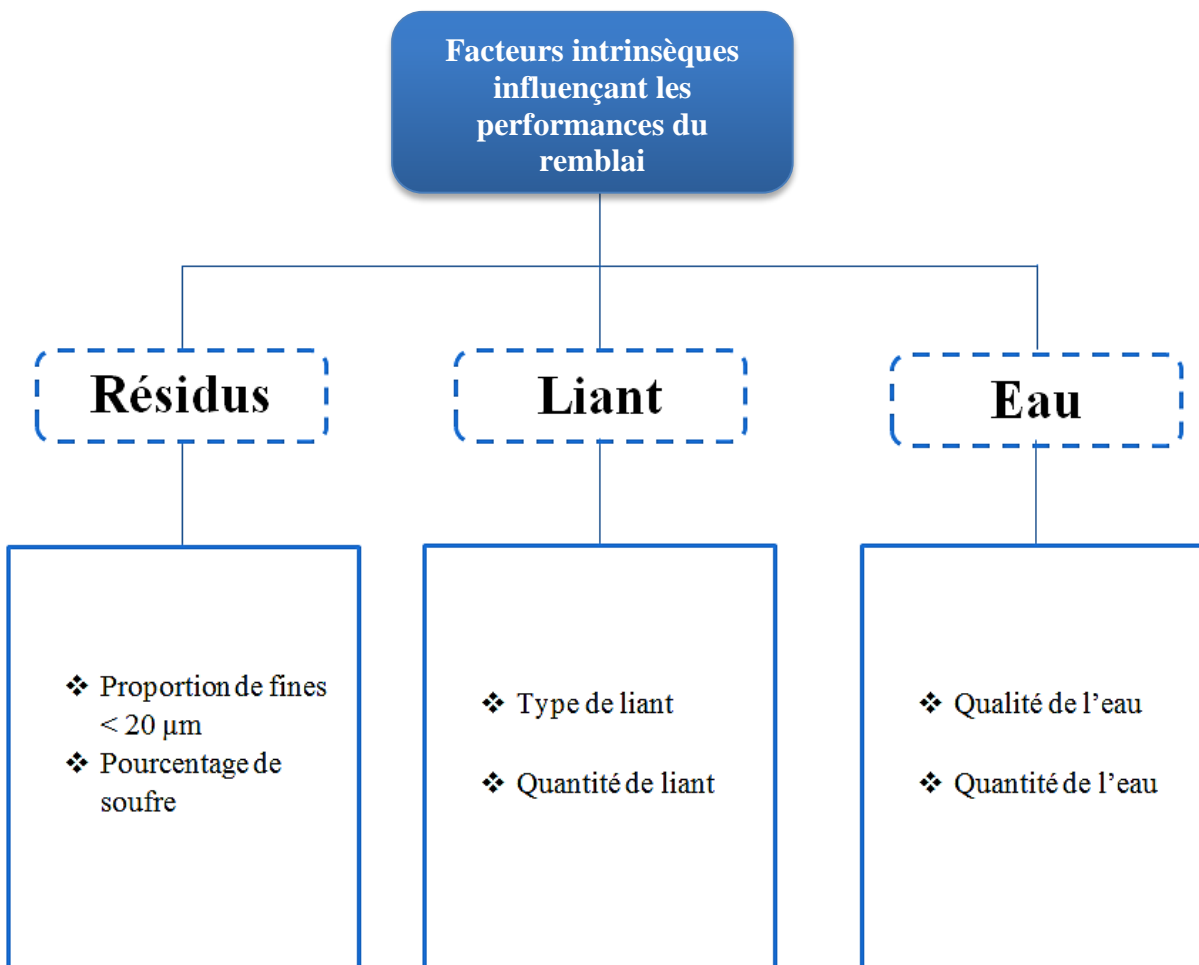 Facteurs intrinsèques
influençant les
performances du
remblai
Résidus
Liant
Eau
❖ Proportion de fines
< 20 µm
❖ Pourcentage de
soufre
❖ Type de liant
❖ Quantité de liant
❖ Qualité de l’eau
❖ Quantité de l’eau